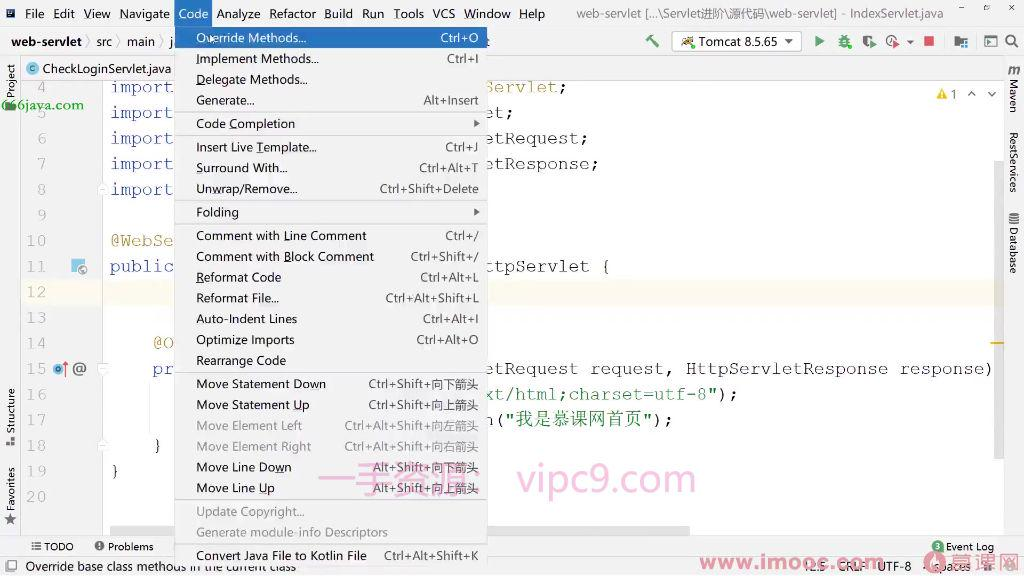 File Edit View Navigate Code Analyze Refactor Build Run Tools VCS Window Help web-servlet [...\Servlet进阶\源代码\web-servlet] - IndexServlet.java
web-servlet src main Tomcat 8.5.65
CheckLoginServlet.java
Project
666java.com
Structure
Favorites
Override Methods... Ctrl+O
Implement Methods... Ctrl+I
Delegate Methods...
Generate... Alt+Insert
Code Completion
Insert Live Template... Ctrl+J
Surround With... Ctrl+Alt+T
Unwrap/Remove... Ctrl+Shift+Delete
Folding
Comment with Line Comment Ctrl+/
Comment with Block Comment Ctrl+Shift+/
Reformat Code Ctrl+Alt+L
Reformat File... Ctrl+Alt+Shift+L
Auto-Indent Lines Ctrl+Alt+I
Optimize Imports Ctrl+Alt+O
Rearrange Code
Move Statement Down Ctrl+Shift+向下箭头
Move Statement Up Ctrl+Shift+向上箭头
Move Element Left Ctrl+Alt+Shift+向左箭头
Move Element Right Ctrl+Alt+Shift+向右箭头
Move Line Down Alt+Shift+向下箭头
Move Line Up Alt+Shift+向上箭头
Update Copyright...
Generate module-info Descriptors
Convert Java File to Kotlin File Ctrl+Alt+Shift+K
4 import Servlet;
5 import et;
6 import etRequest;
7 import etResponse;
8 import
9
10 @WebSe
11 public ttpServlet {
12
13
14 @O
15 pr etRequest request, HttpServletResponse response)
16 xt/html;charset=utf-8");
17 n("我是慕课网首页");
18 }
19 }
20
1
Maven
RestServices
Database
一手资源: vipc9.com
TODO Problems 3 Event Log
Override base class methods in the current class 12:5 CRLF UTF-8 4 spaces
www.imooc.com 慕课网